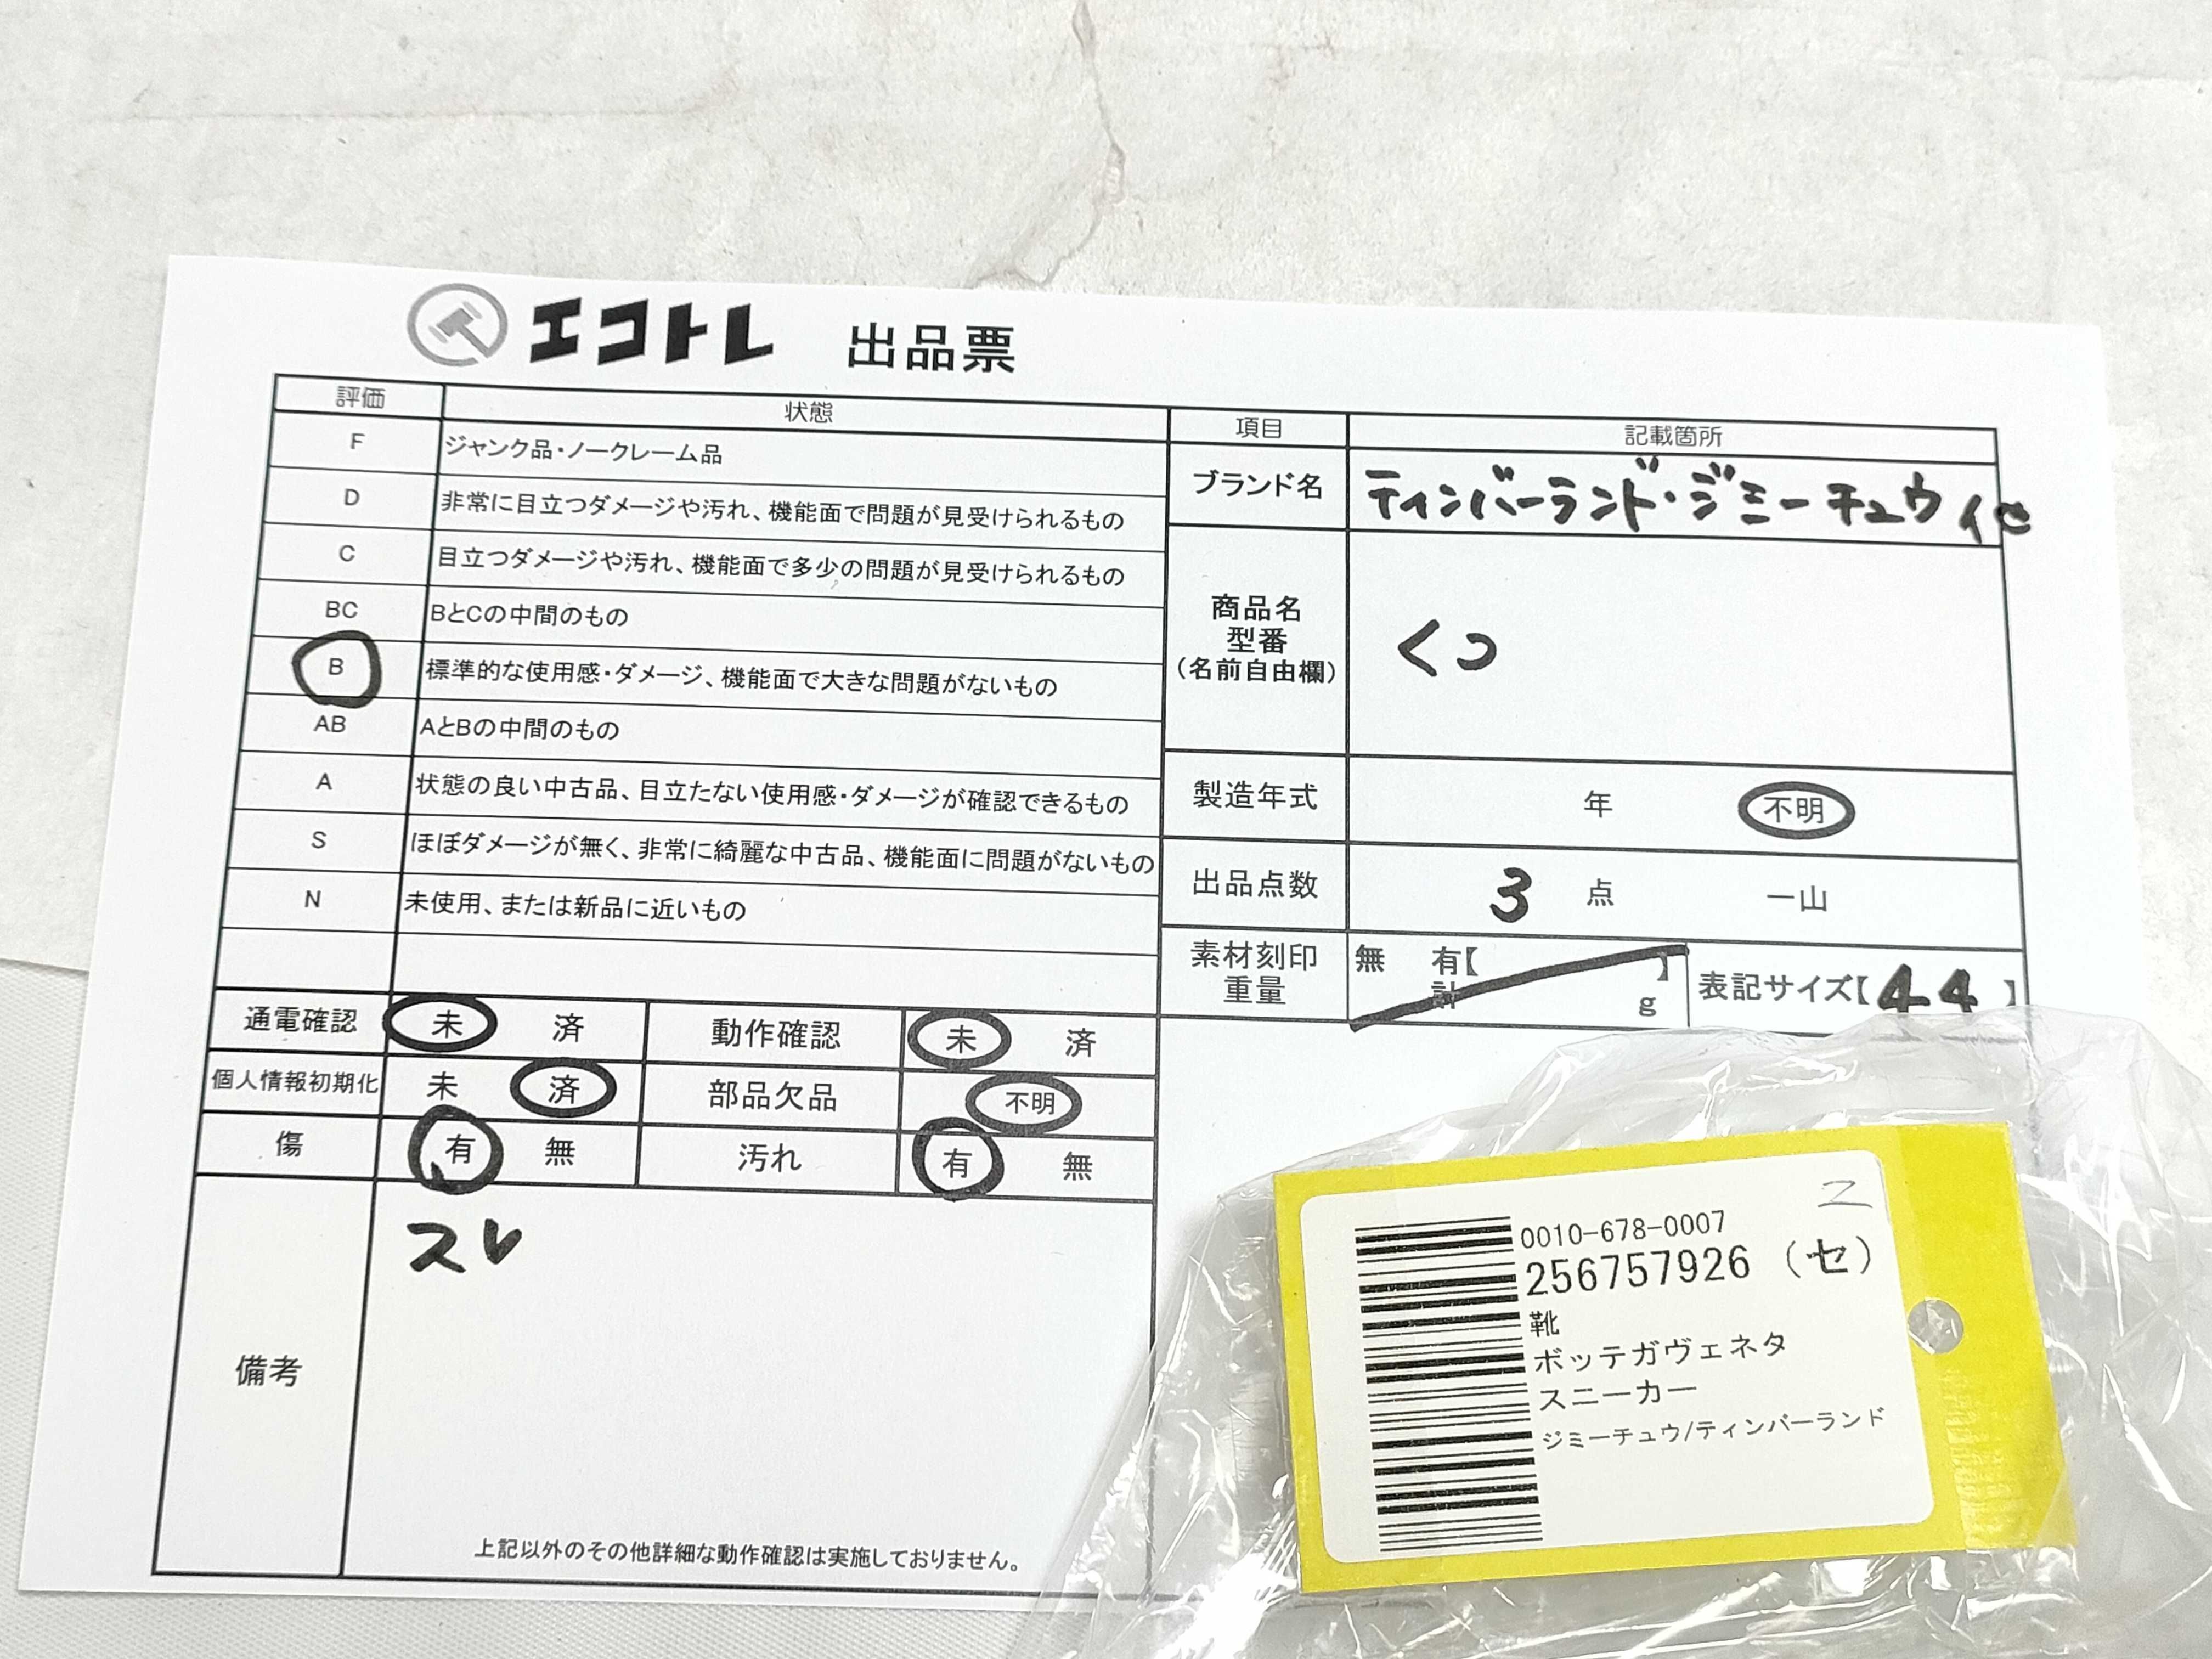 エコトレ 出品票
評価 状態
F ジャンク品・ノークレーム品
D 非常に目立つダメージや汚れ、機能面で問題が見受けられるもの
C 目立つダメージや汚れ、機能面で多少の問題が見受けられるもの
BC BとCの中間のもの
B 標準的な使用感・ダメージ、機能面で大きな問題がないもの
AB AとBの中間のもの
A 状態の良い中古品、目立たない使用感・ダメージが確認できるもの
S ほぼダメージが無く、非常に綺麗な中古品、機能面に問題がないもの
N 未使用、または新品に近いもの
通電確認 未 済 動作確認 未 済
個人情報初期化 未 済 部品欠品 不明
傷 有 無 汚れ 有 無
備考 スレ
上記以外のその他詳細な動作確認は実施しておりません。
項目 記載箇所
ブランド名 ティンバーランド・ジミーチュウ 他
商品名
型番
(名前自由欄)
くつ
製造年式 年 不明
出品点数 3 点 一山
素材刻印 無 有【 】
重量 計 g
表記サイズ【44】
0010-678-0007
256757926 (セ)
靴
ボッテガヴェネタ
スニーカー
ジミーチュウ/ティンバーランド